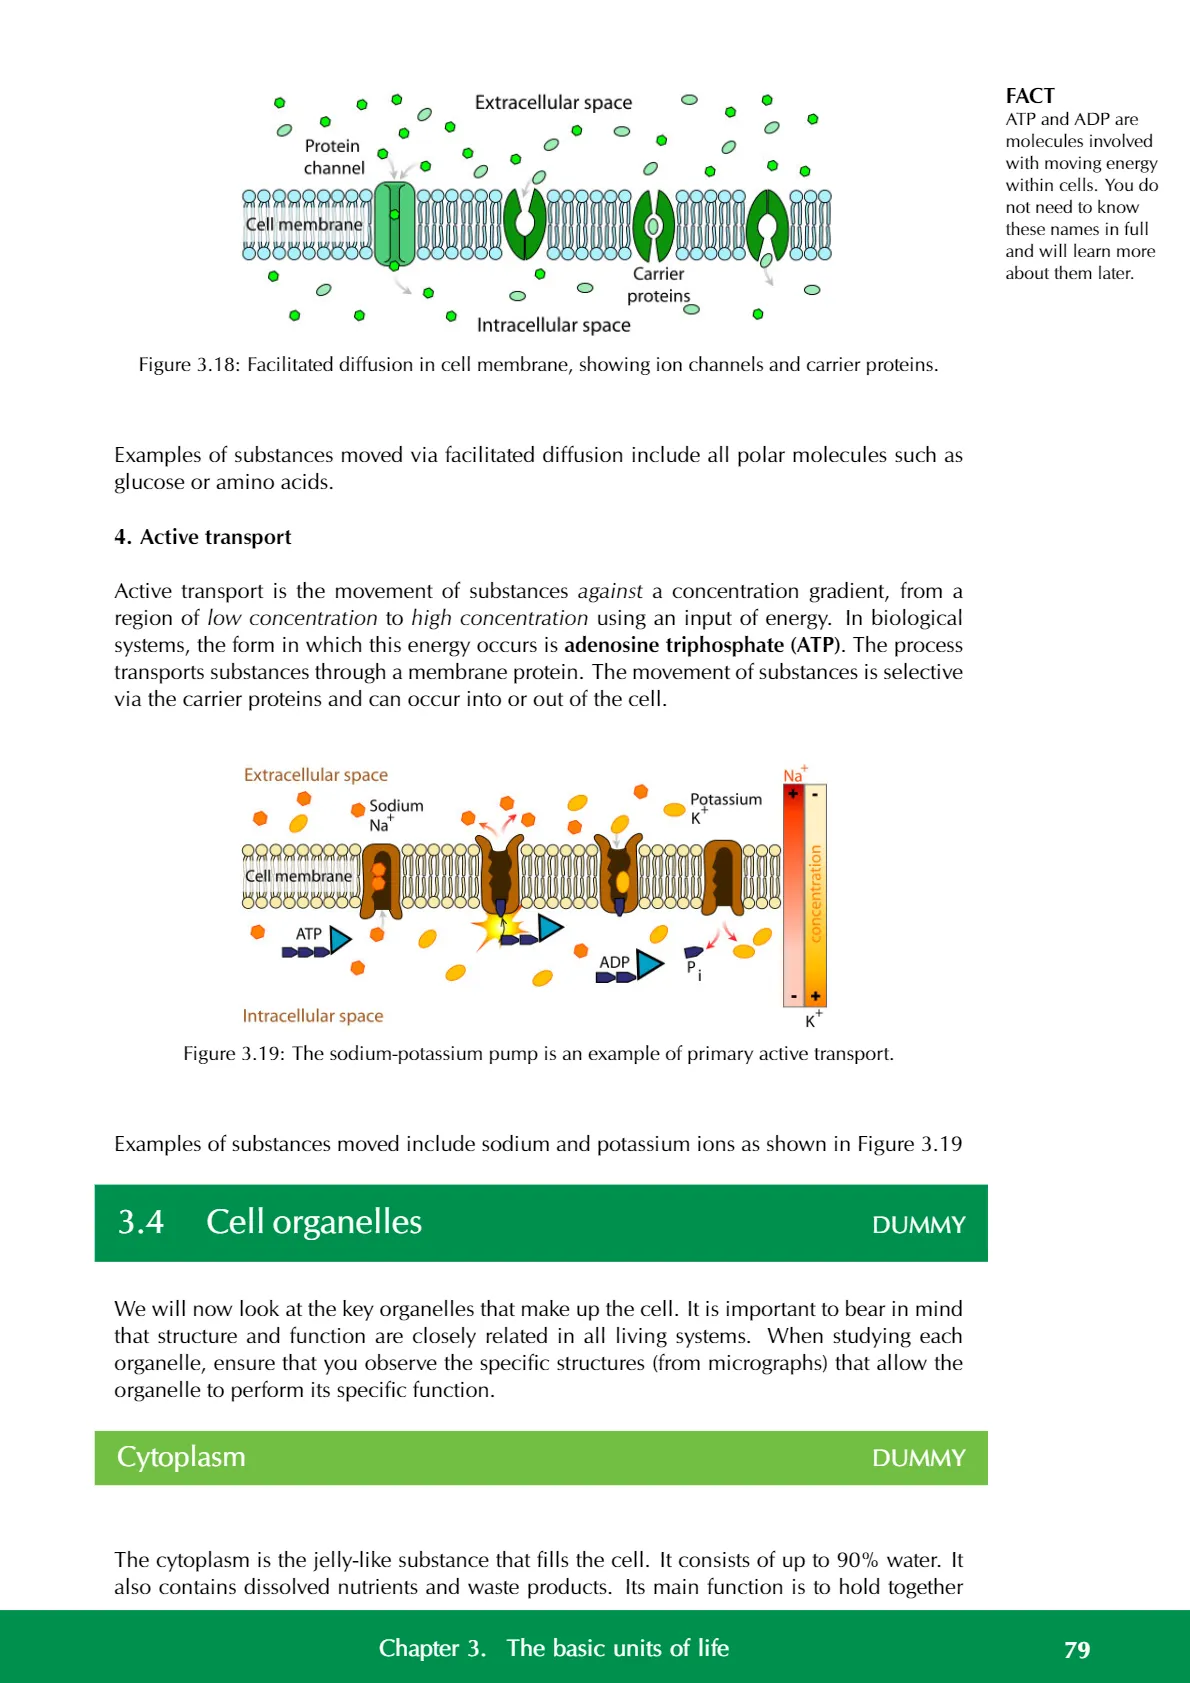 Extracellular space
Protein
channel
Cell membrane
Carrier
proteins
Intracellular space
Figure 3.18: Facilitated diffusion in cell membrane, showing ion channels and carrier proteins.
FACT
ATP and ADP are
molecules involved
with moving energy
within cells. You do
not need to know
these names in full
and will learn more
about them later.
Examples of substances moved via facilitated diffusion include all polar molecules such as
glucose or amino acids.
4. Active transport
Active transport is the movement of substances against a concentration gradient, from a
region of low concentration to high concentration using an input of energy. In biological
systems, the form in which this energy occurs is adenosine triphosphate (ATP). The process
transports substances through a membrane protein. The movement of substances is selective
via the carrier proteins and can occur into or out of the cell.
Extracellular space
Sodium
Na+
Potassium
K+
Na+
+ -
Cell membrane
concentration
ATP
ADP
Pi
- +
K+
Intracellular space
Figure 3.19: The sodium-potassium pump is an example of primary active transport.
Examples of substances moved include sodium and potassium ions as shown in Figure 3.19
3.4 Cell organelles DUMMY
We will now look at the key organelles that make up the cell. It is important to bear in mind
that structure and function are closely related in all living systems. When studying each
organelle, ensure that you observe the specific structures (from micrographs) that allow the
organelle to perform its specific function.
Cytoplasm DUMMY
The cytoplasm is the jelly-like substance that fills the cell. It consists of up to 90% water. It
also contains dissolved nutrients and waste products. Its main function is to hold together
Chapter 3. The basic units of life 79